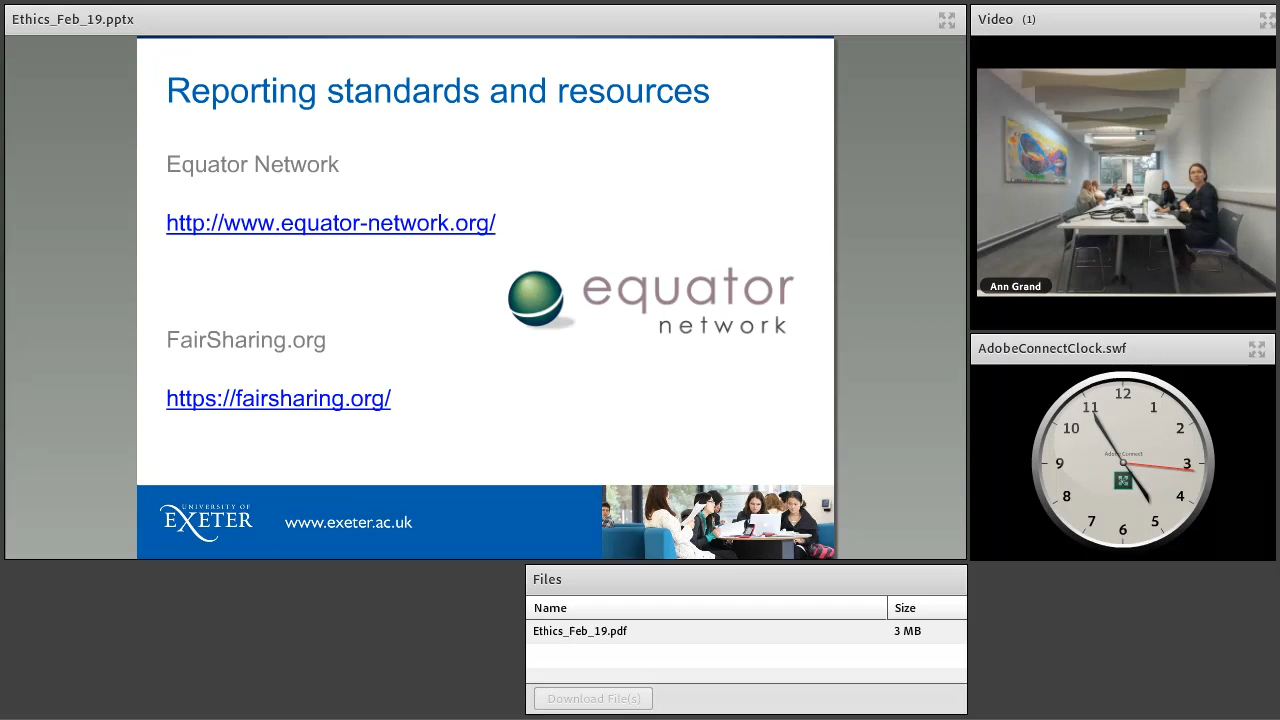 Ethics_Feb_19.pptx
Reporting standards and resources
Equator Network
http://www.equator-network.org/
equator
network
FairSharing.org
https://fairsharing.org/
UNIVERSITY OF
EXETER
www.exeter.ac.uk
Video (1)
Ann Grand
AdobeConnectClock.swf
12
1
2
3
4
5
6
7
8
9
10
11
Adobe Connect
Files
Name Size
Ethics_Feb_19.pdf 3 MB
Download File(s)